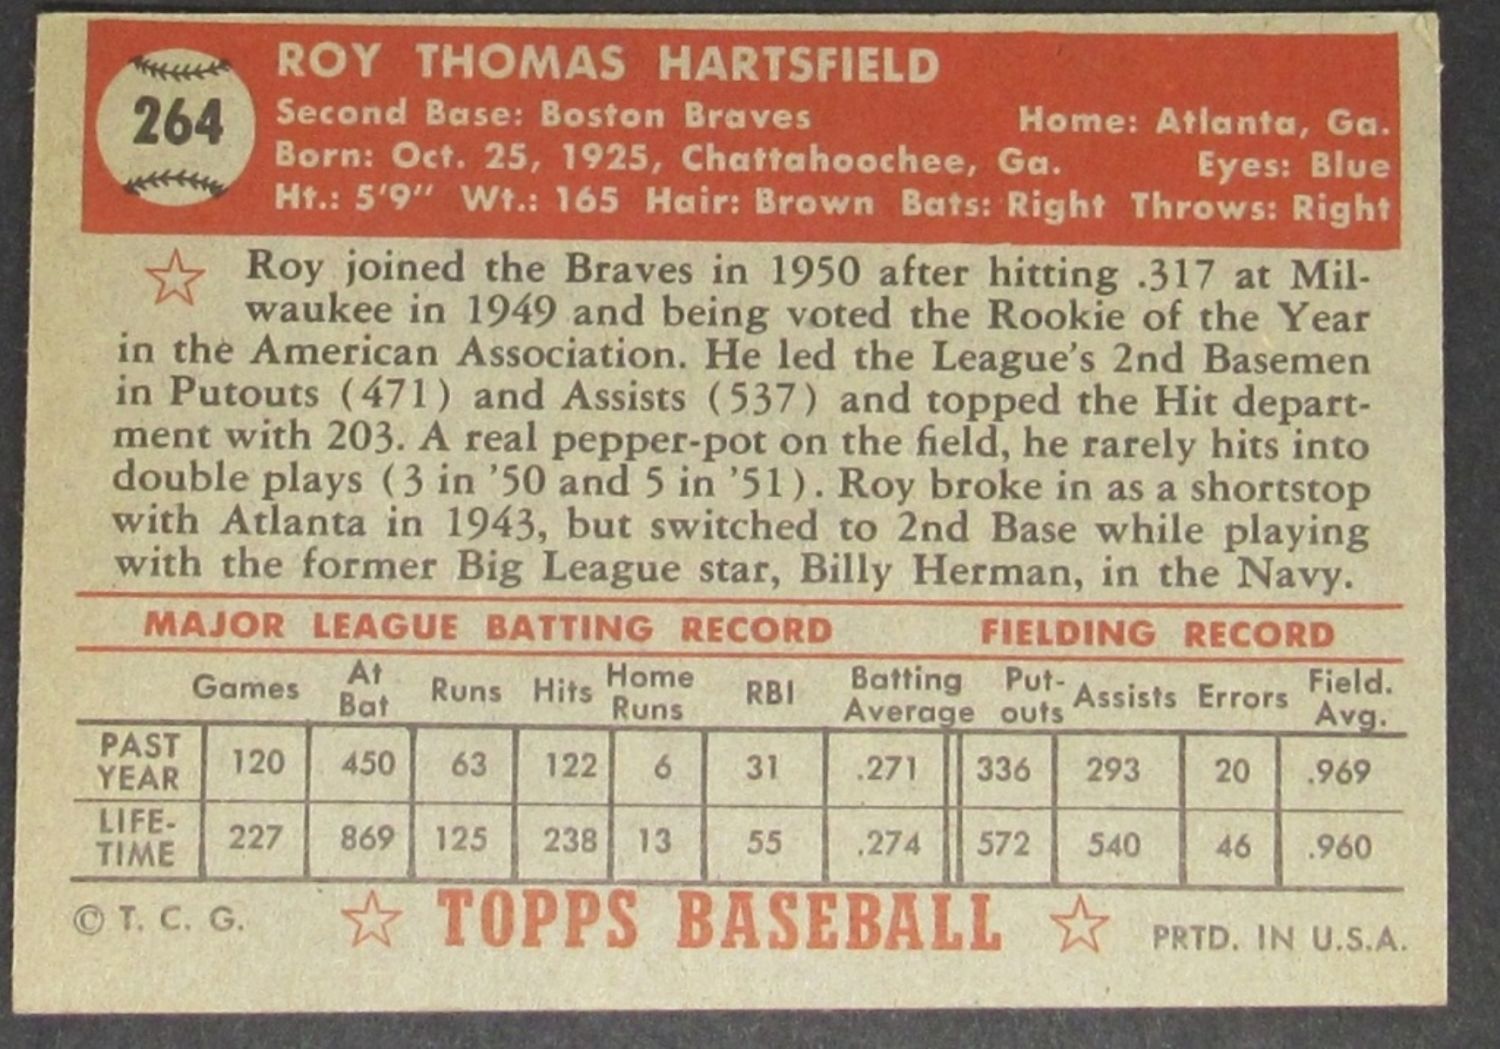 264
ROY THOMAS HARTSFIELD
Second Base: Boston Braves Home: Atlanta, Ga.
Born: Oct. 25, 1925, Chattahoochee, Ga. Eyes: Blue
Ht.: 5'9" Wt.: 165 Hair: Brown Bats: Right Throws: Right
Roy joined the Braves in 1950 after hitting .317 at Mil-
waukee in 1949 and being voted the Rookie of the Year
in the American Association. He led the League's 2nd Basemen
in Putouts (471) and Assists (537) and topped the Hit depart-
ment with 203. A real pepper-pot on the field, he rarely hits into
double plays (3 in '50 and 5 in '51). Roy broke in as a shortstop
with Atlanta in 1943, but switched to 2nd Base while playing
with the former Big League star, Billy Herman, in the Navy.
MAJOR LEAGUE BATTING RECORD FIELDING RECORD
Games At Bat Runs Hits Home Runs RBI Batting Average Put-outs Assists Errors Field. Avg.
PAST YEAR 120 450 63 122 6 31 .271 336 293 20 .969
LIFE-TIME 227 869 125 238 13 55 .274 572 540 46 .960
© T. C. G. TOPPS BASEBALL PRTD. IN U.S.A.